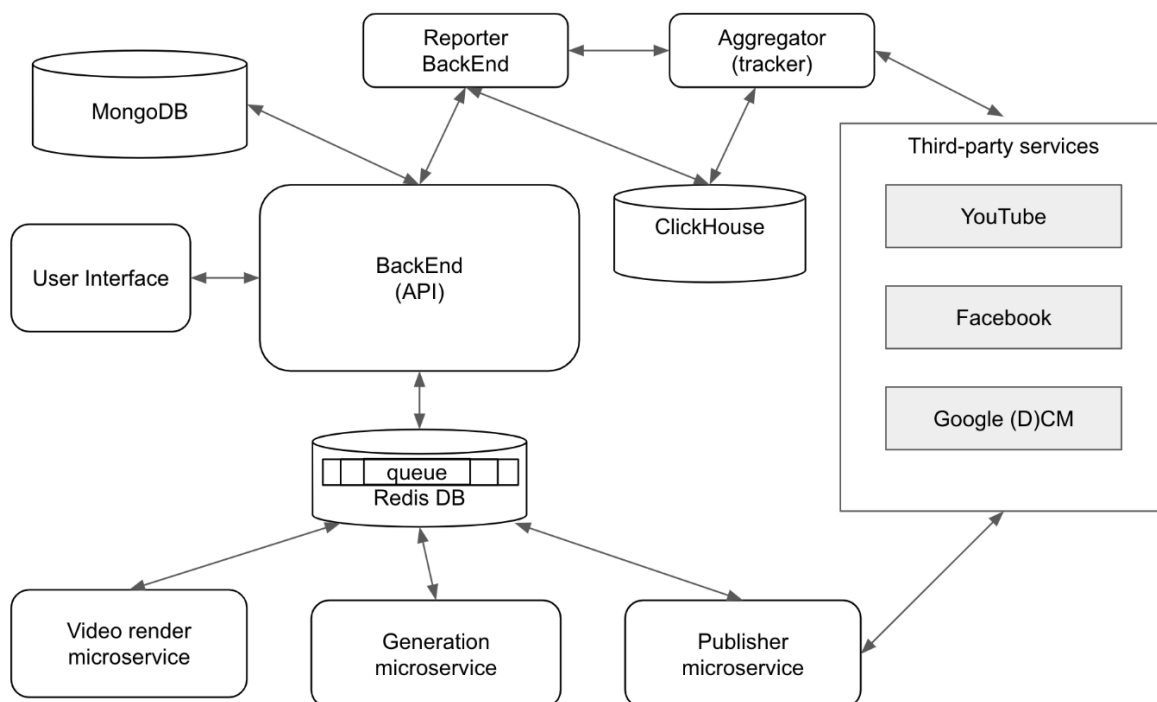 Reporter
BackEnd
Aggregator
(tracker)
MongoDB
Third-party services
YouTube
ClickHouse
User Interface
BackEnd
(API)
Facebook
Google (D)CM
queue
Redis DB
Video render
microservice
Generation
microservice
Publisher
microservice